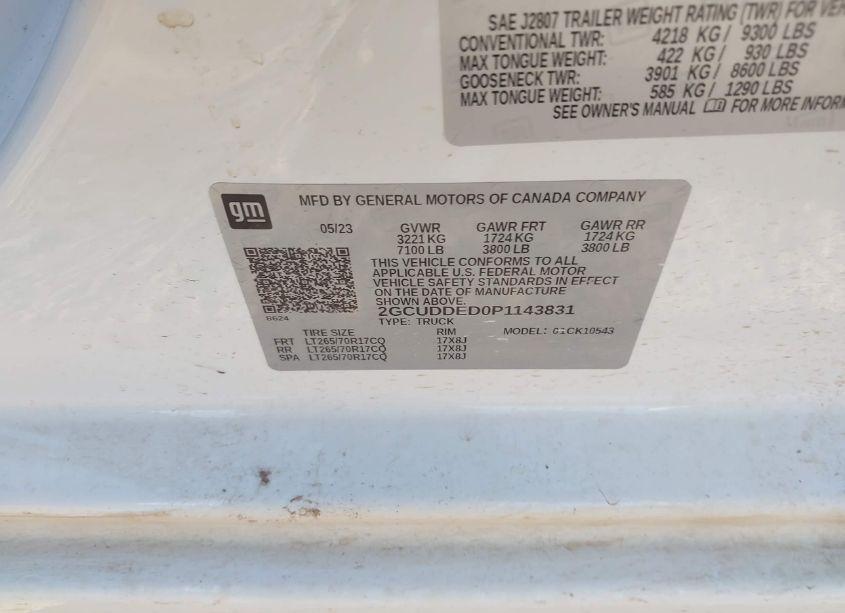 SAE J2807 TRAILER WEIGHT RATING (TWR) FOR
CONVENTIONAL TWR: 4218 KG / 9300 LBS
MAX TONGUE WEIGHT: 422 KG / 930 LBS
GOOSENECK TWR: 3901 KG / 8600 LBS
MAX TONGUE WEIGHT: 585 KG / 1290 LBS
SEE OWNER'S MANUAL FOR MORE
gm
MFD BY GENERAL MOTORS OF CANADA COMPANY
05/23 GVWR GAWR FRT GAWR RR
3221 KG 1724 KG 1724 KG
7100 LB 3800 LB 3800 LB
THIS VEHICLE CONFORMS TO ALL
APPLICABLE U.S. FEDERAL MOTOR
VEHICLE SAFETY STANDARDS IN EFFECT
ON THE DATE OF MANUFACTURE
SHOWN ABOVE.
8624
2GCUDDED0P1143831
TYPE: TRUCK
TIRE SIZE RIM MODEL: C1CK10543
FRT LT265/70R17CQ 17X8J
RR LT265/70R17CQ 17X8J
SPA LT265/70R17CQ 17X8J